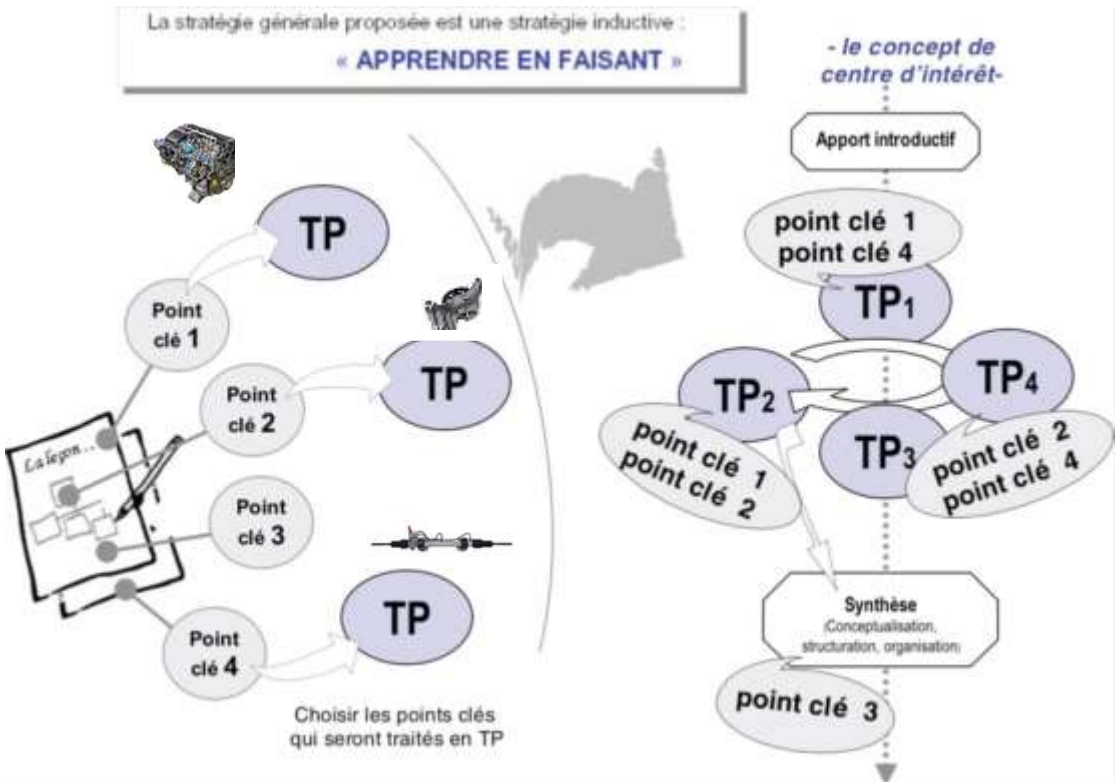 La stratégie générale proposée est une stratégie inductive :
« APPRENDRE EN FAISANT »
- le concept de
centre d'intérêt-
Apport introductif
TP
point clé 1
point clé 4
TP1
Point
clé 1
TP
Point
clé 2
TP2
TP4
point clé 1
point clé 2
TP3
point clé 2
point clé 4
La leçon...
Point
clé 3
TP
Point
clé 4
Synthèse
(Conceptualisation,
structuration, organisation)
point clé 3
Choisir les points clés
qui seront traités en TP